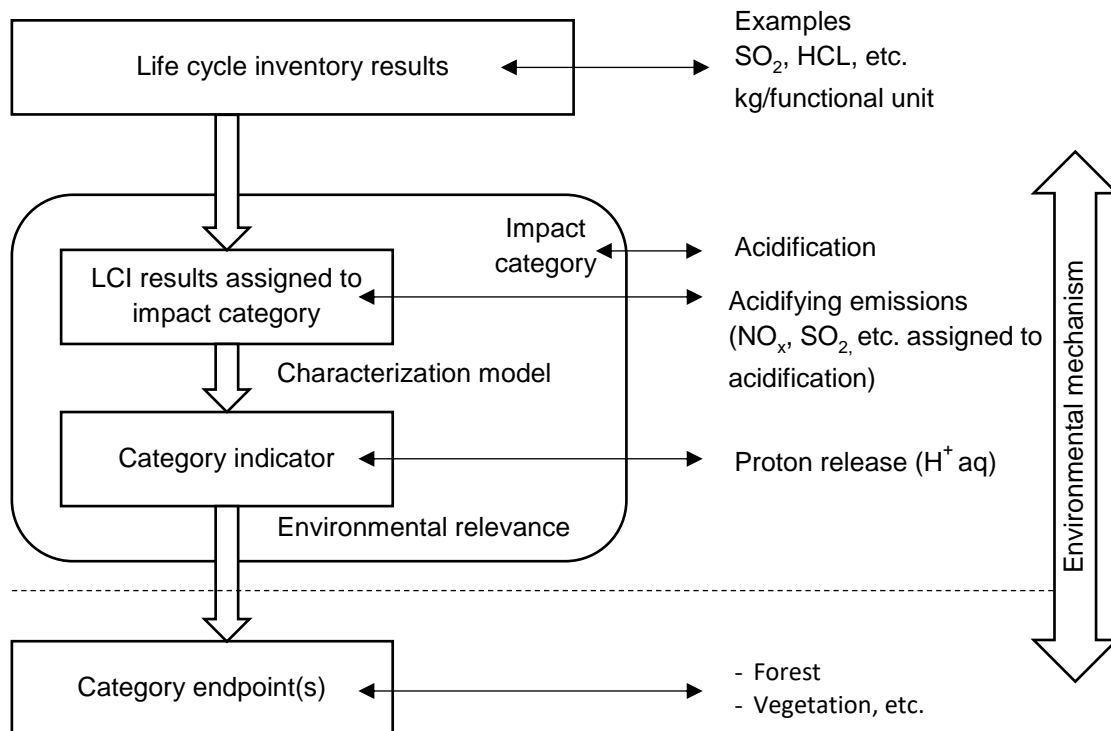 Life cycle inventory results
Examples
SO₂, HCL, etc.
kg/functional unit
Impact
category
Acidification
LCI results assigned to
impact category
Acidifying emissions
(NOₓ, SO₂, etc. assigned to
acidification)
Characterization model
Category indicator
Proton release (H⁺ aq)
Environmental relevance
Environmental mechanism
Category endpoint(s)
- Forest
- Vegetation, etc.